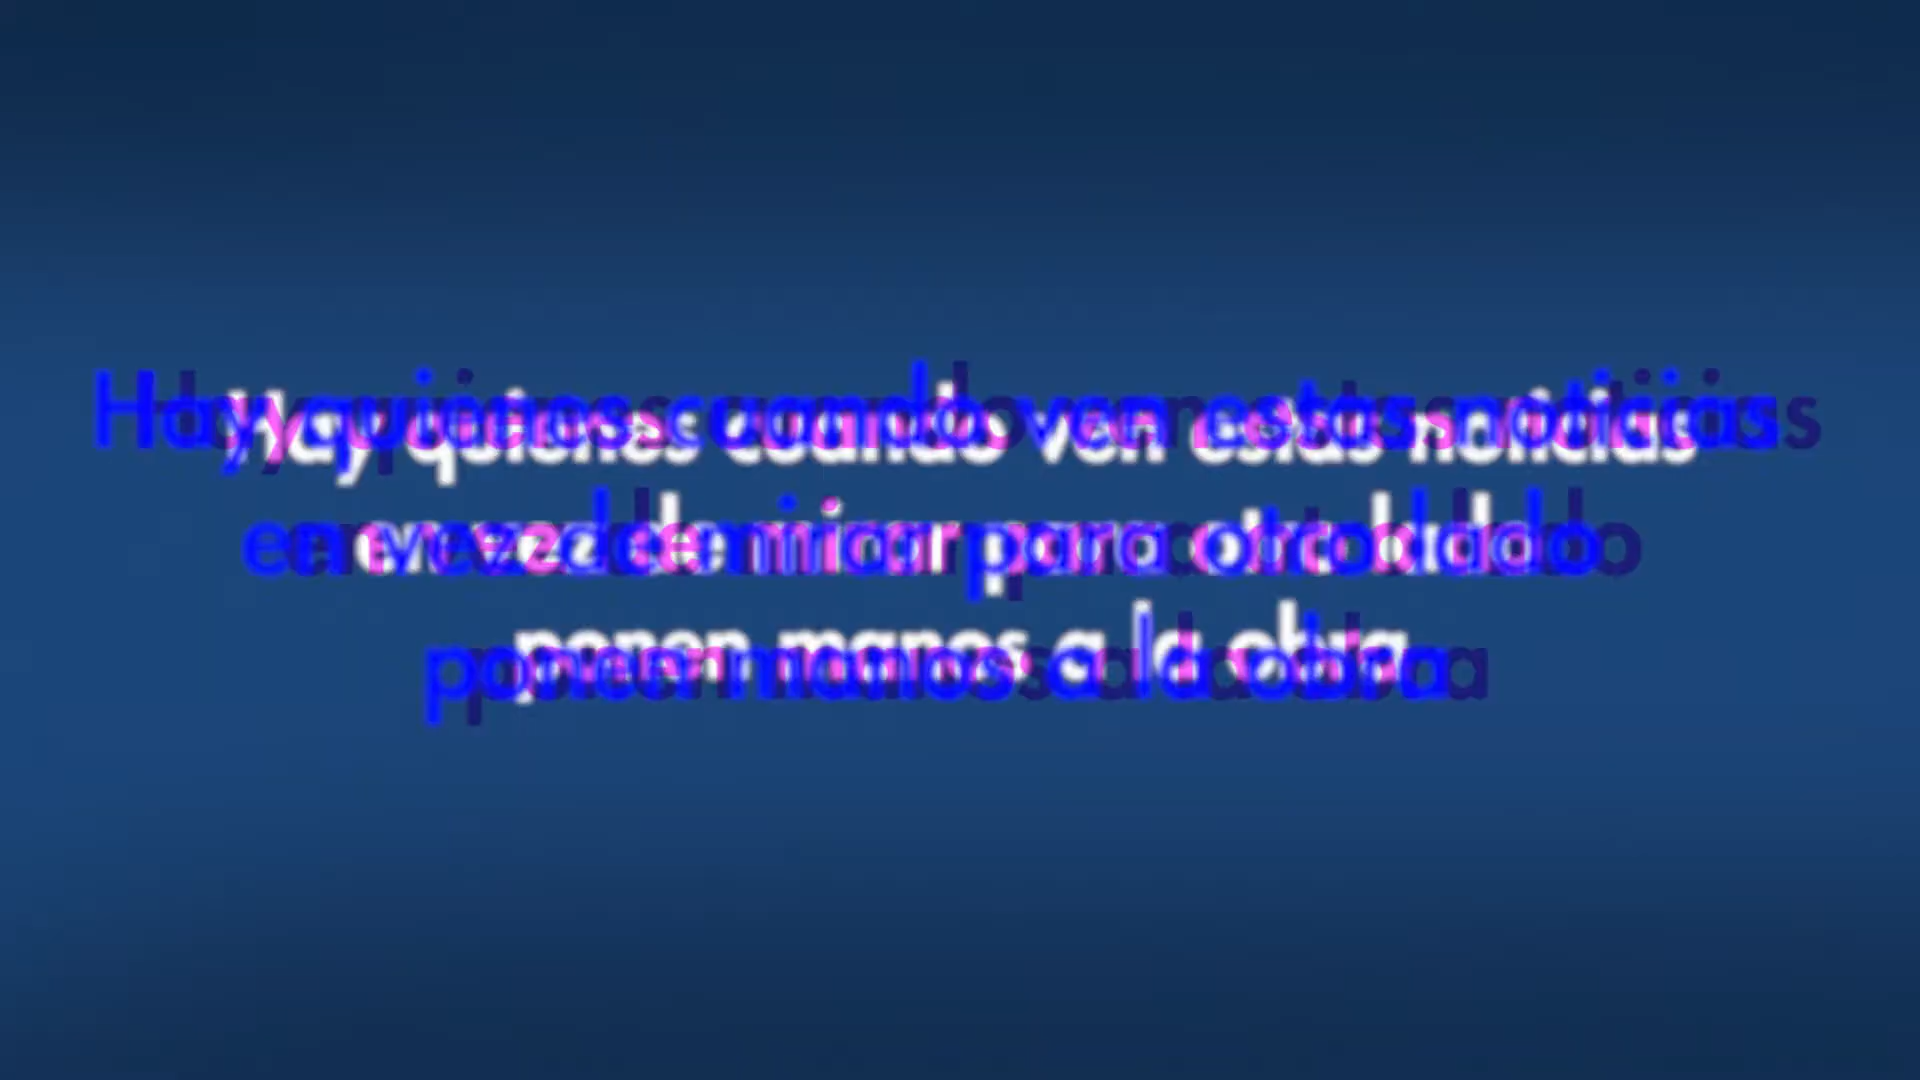 Hay quienes cuando ven estas noticias
en vez de mirar para otro lado
ponen manos a la obra